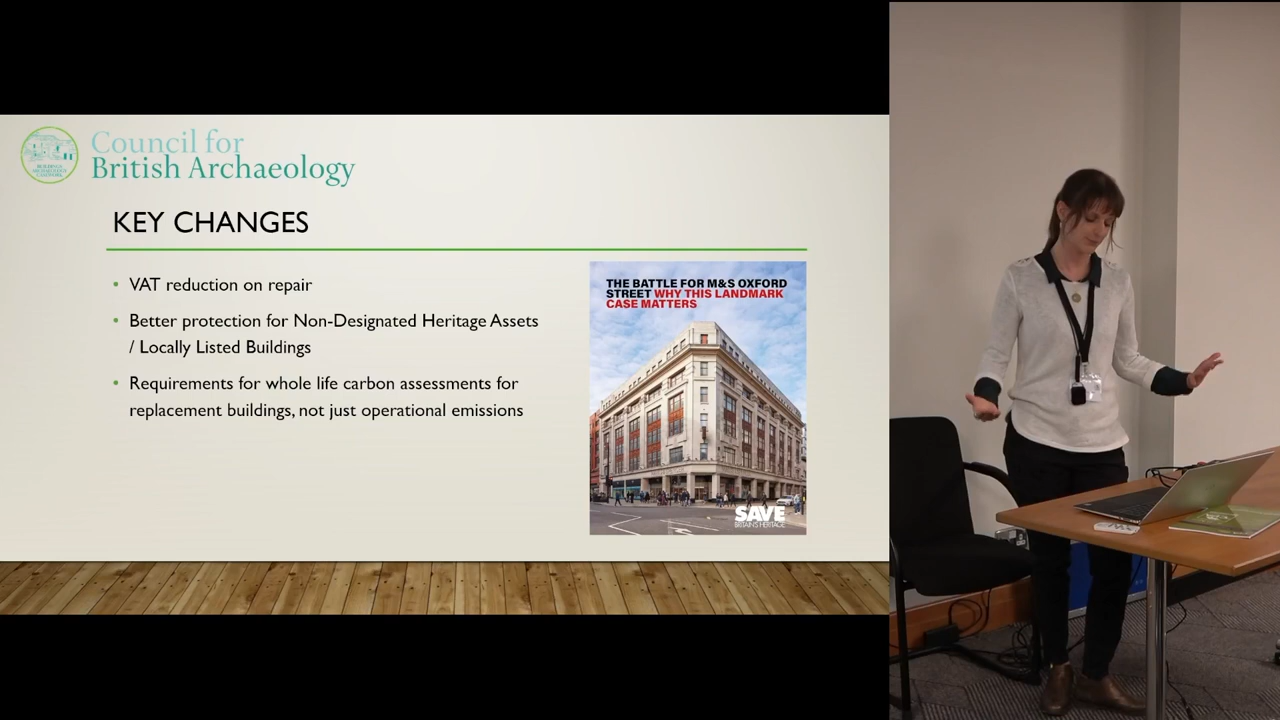 Council for
British Archaeology
KEY CHANGES
• VAT reduction on repair
• Better protection for Non-Designated Heritage Assets
/ Locally Listed Buildings
• Requirements for whole life carbon assessments for
replacement buildings, not just operational emissions
THE BATTLE FOR M&S OXFORD
STREET WHY THIS LANDMARK
CASE MATTERS
SAVE
BRITAIN'S HERITAGE